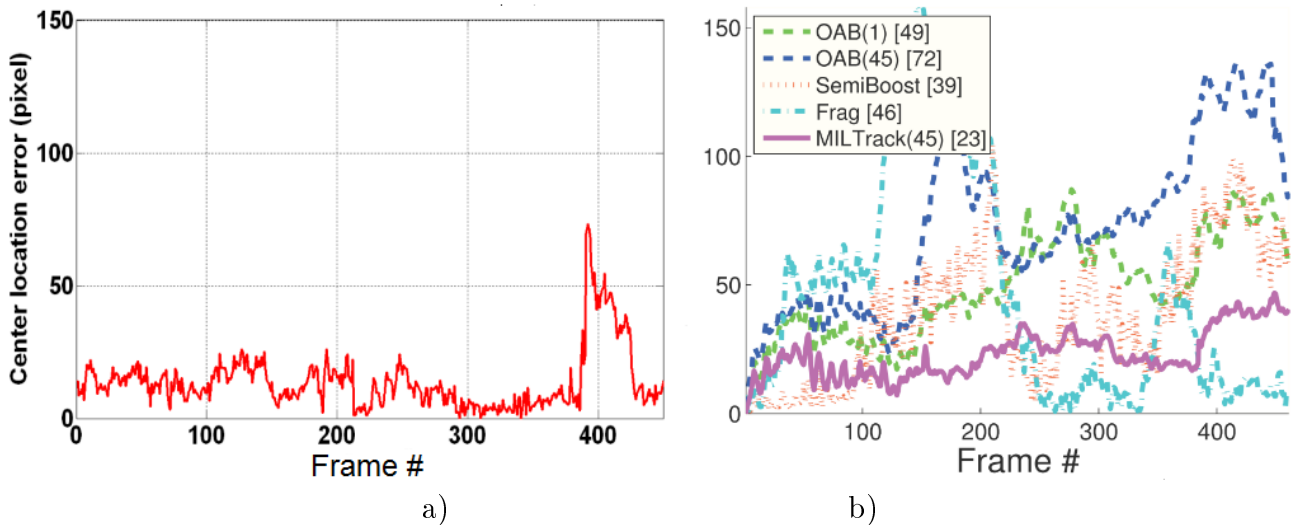 Center location error (pixel)
150
100
50
0
0 100 200 300 400
Frame #
a)
150
100
50
0
OAB(1) [49]
OAB(45) [72]
SemiBoost [39]
Frag [46]
MILTrack(45) [23]
100 200 300 400
Frame #
b)